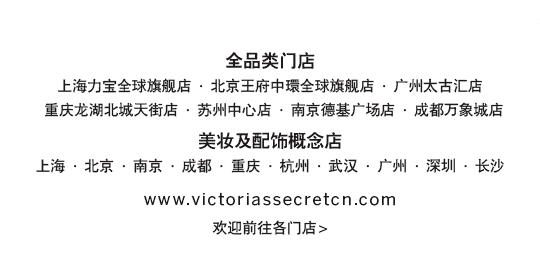 全品类门店
上海力宝全球旗舰店 · 北京王府中環全球旗舰店 · 广州太古汇店
重庆龙湖北城天街店 · 苏州中心店 · 南京德基广场店 · 成都万象城店
美妆及配饰概念店
上海 · 北京 · 南京 · 成都 · 重庆 · 杭州 · 武汉 · 广州 · 深圳 · 长沙
www.victoriassecretcn.com
欢迎前往各门店>